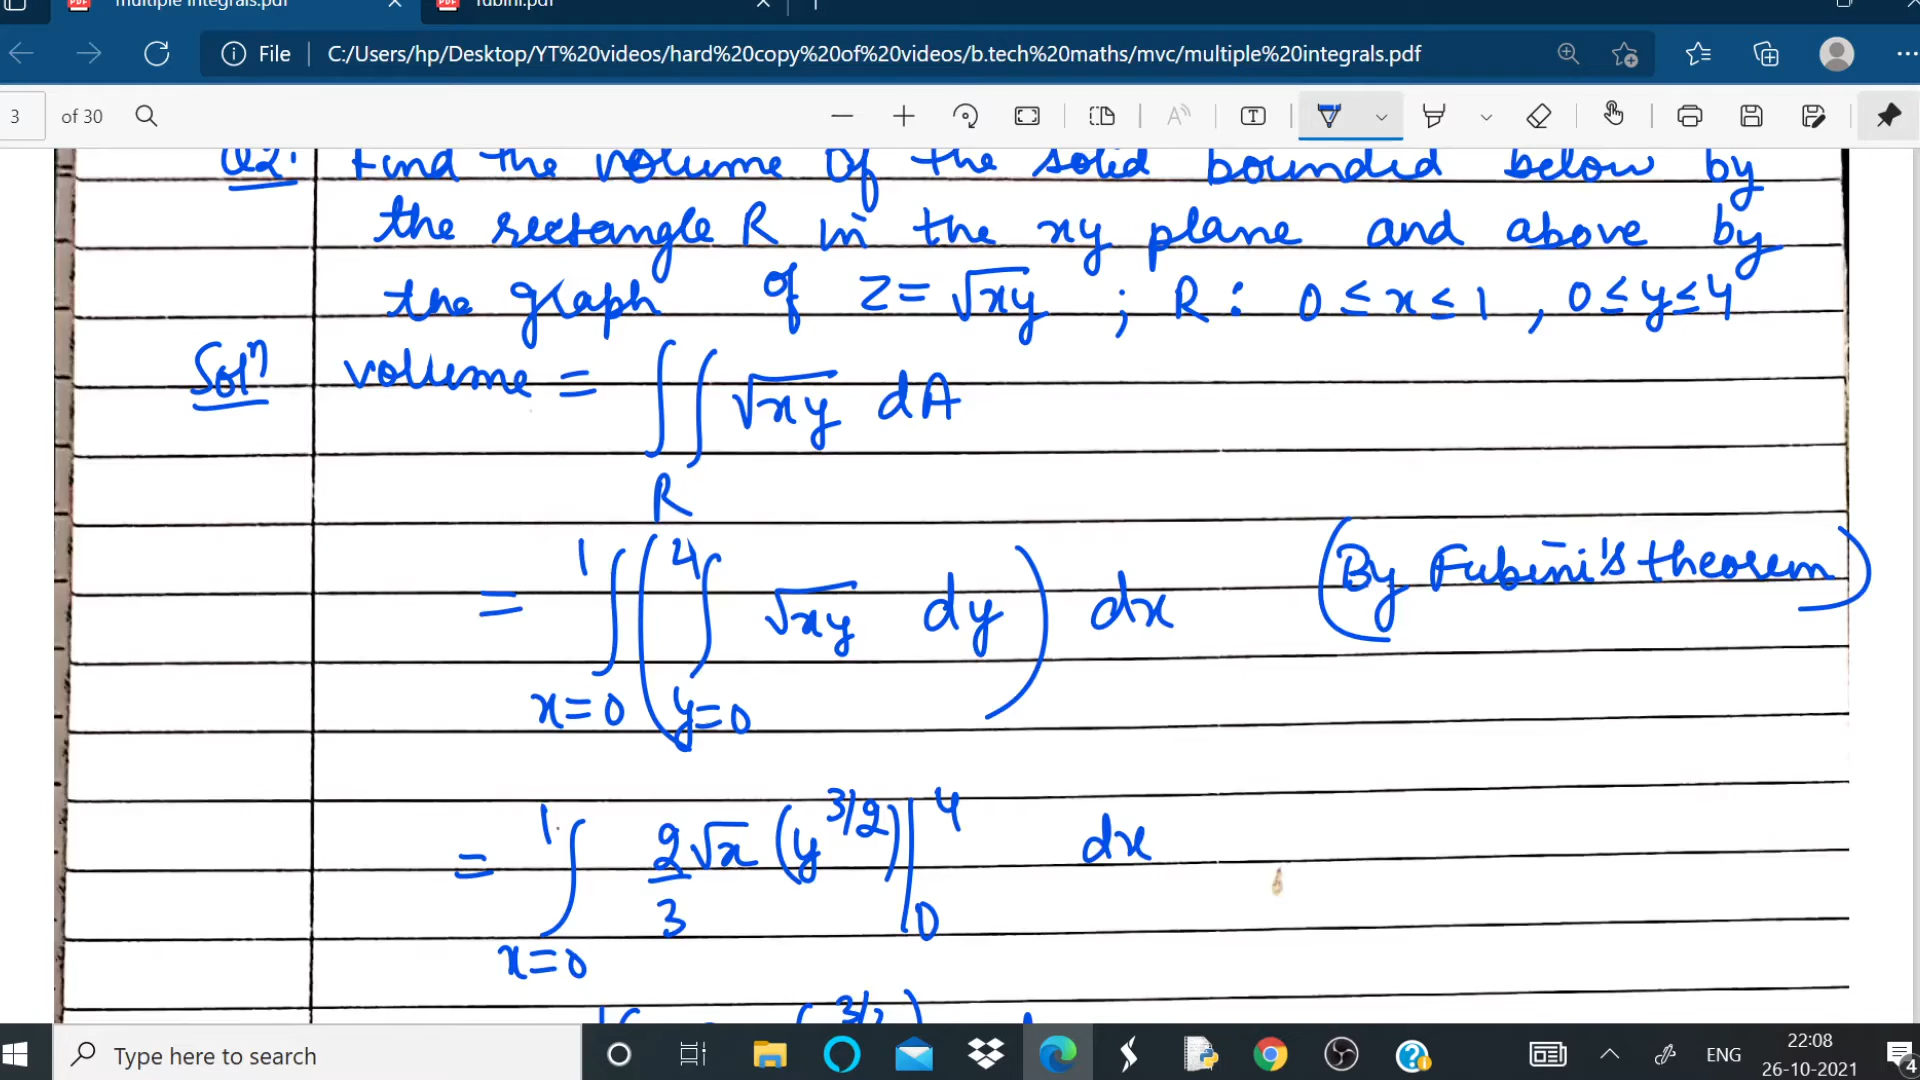 multiple integrals.pdf
fubini.pdf
File
C:/Users/hp/Desktop/YT%20videos/hard%20copy%20of%20videos/b.tech%20maths/mvc/multiple%20integrals.pdf
3 of 30
Q2. Find the volume of the solid bounded below by
the rectangle R in the xy plane and above by
the graph of z = √xy ; R : 0 ≤ x ≤ 1 , 0 ≤ y ≤ 4
Solⁿ volume = ∫∫_R √xy dA
= ∫_{x=0}^{1} ( ∫_{y=0}^{4} √xy dy ) dx (By Fubini's theorem)
= ∫_{x=0}^{1} 2/3 √x (y^{3/2}) |_0^4 dx
Type here to search
ENG
22:08
26-10-2021
4